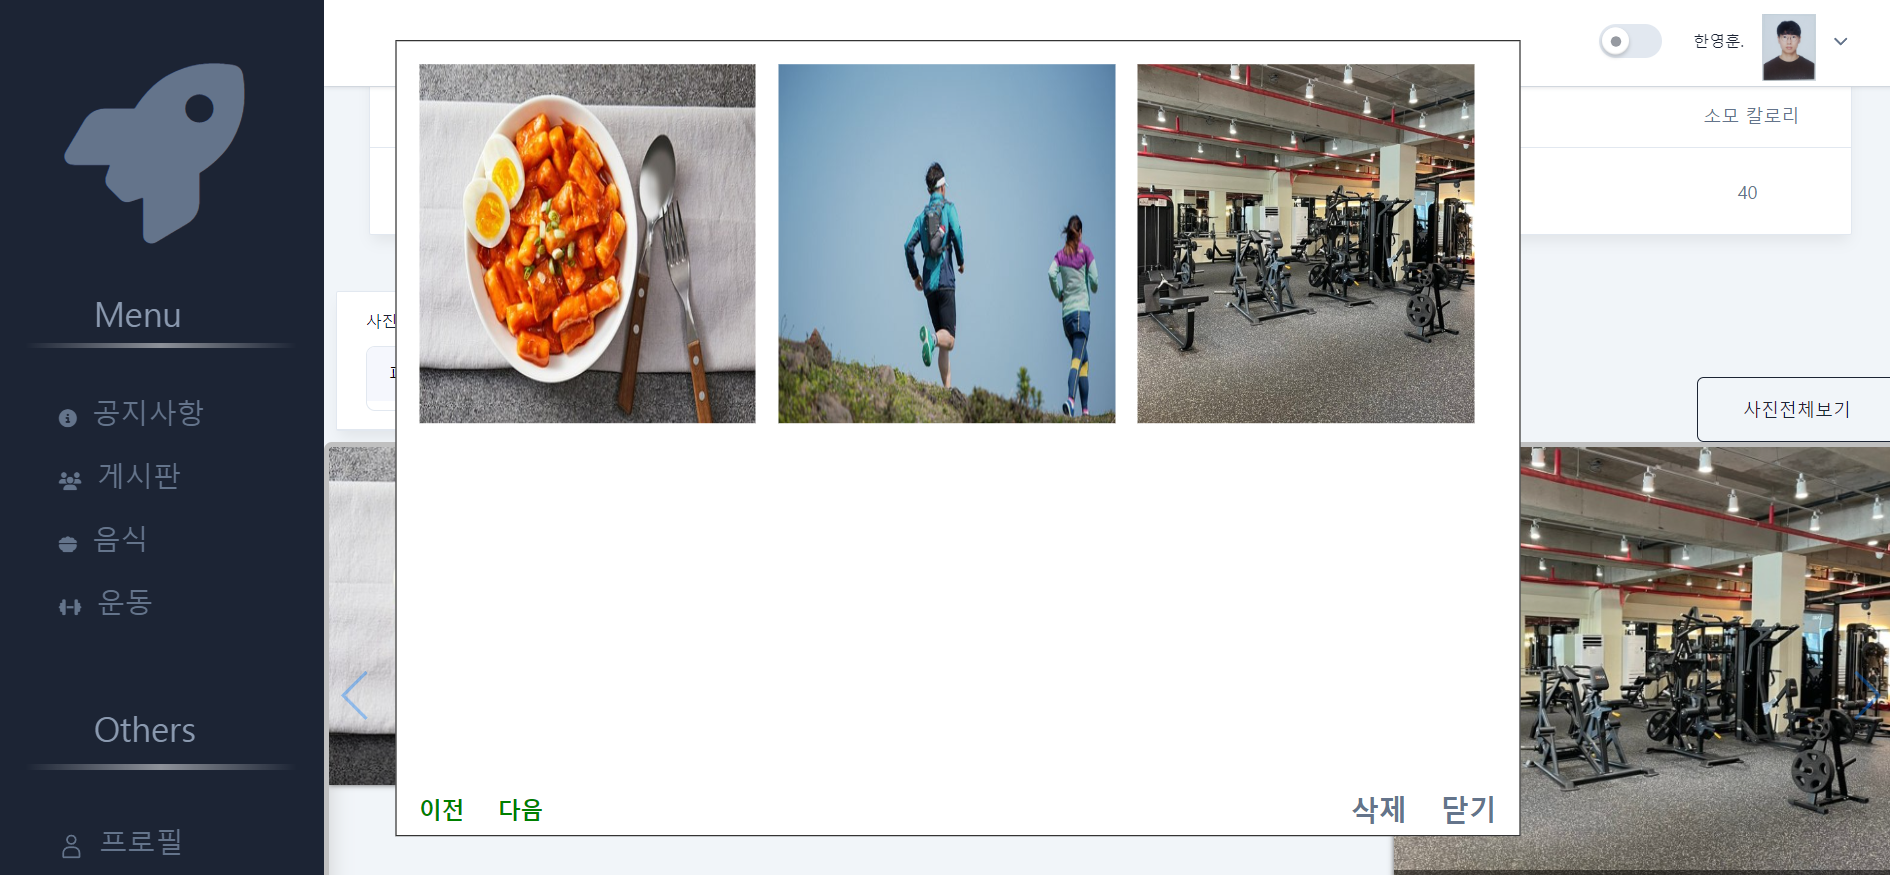 Menu
공지사항
게시판
음식
운동
Others
프로필
한영훈.
소모 칼로리
40
사진
사진전체보기
이전
다음
삭제
닫기